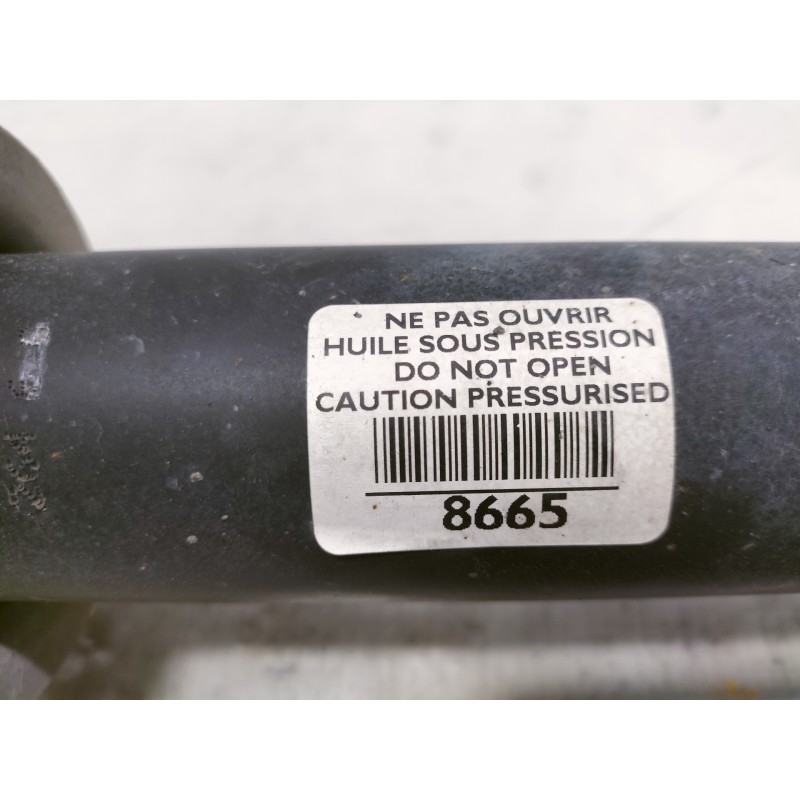 NE PAS OUVRIR
HUILE SOUS PRESSION
DO NOT OPEN
CAUTION PRESSURISED
8665